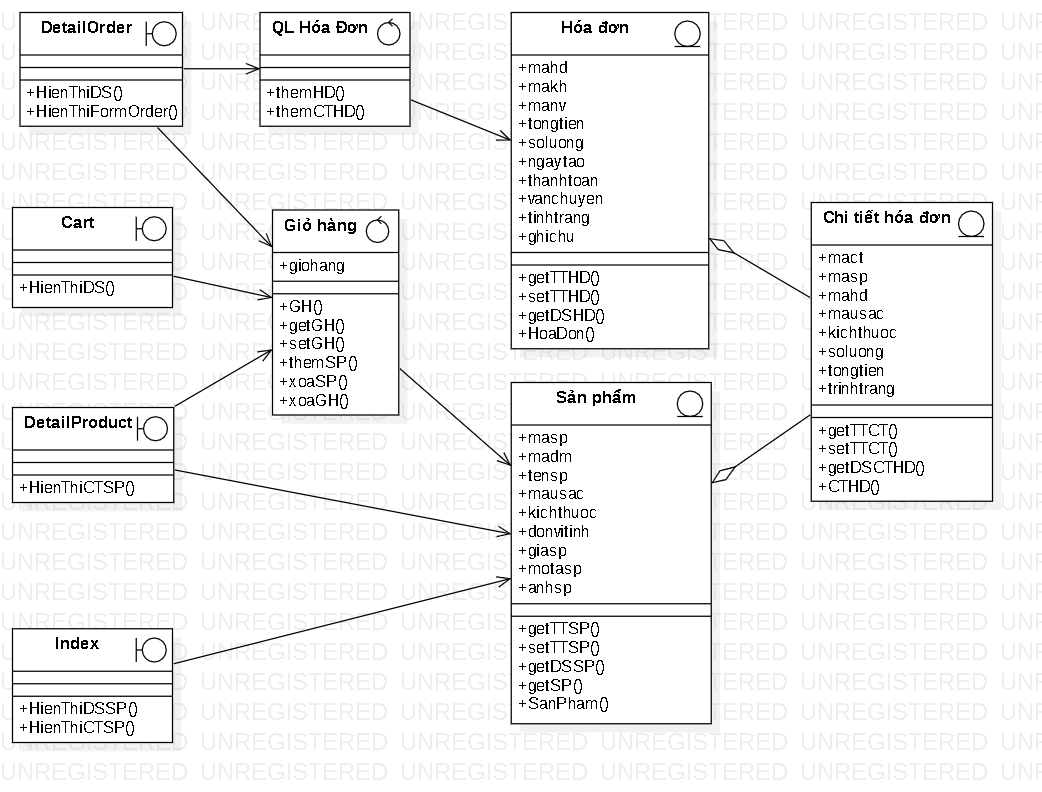 DetailOrder
+HienThiDS()
+HienThiFormOrder()
QL Hóa Đơn
+themHD()
+themCTHD()
Hóa đơn
+mahd
+makh
+manv
+tongtien
+soluong
+ngaytao
+thanhtoan
+vanchuyen
+tinhtrang
+ghichu
+getTTHD()
+setTTHD()
+getDSHD()
+HoaDon()
Cart
+HienThiDS()
Giỏ hàng
+giohang
+GH()
+getGH()
+setGH()
+themSP()
+xoaSP()
+xoaGH()
Chi tiết hóa đơn
+mact
+masp
+mahd
+mausac
+kichthuoc
+soluong
+tongtien
+trinhtrang
+getTTCT()
+setTTCT()
+getDSCTHD()
+CTHD()
DetailProduct
+HienThiCTSP()
Sản phẩm
+masp
+madm
+tensp
+mausac
+kichthuoc
+donvitinh
+giasp
+motasp
+anhsp
+getTTSP()
+setTTSP()
+getDSSP()
+getSP()
+SanPham()
Index
+HienThiDSSP()
+HienThiCTSP()
UNREGISTERED